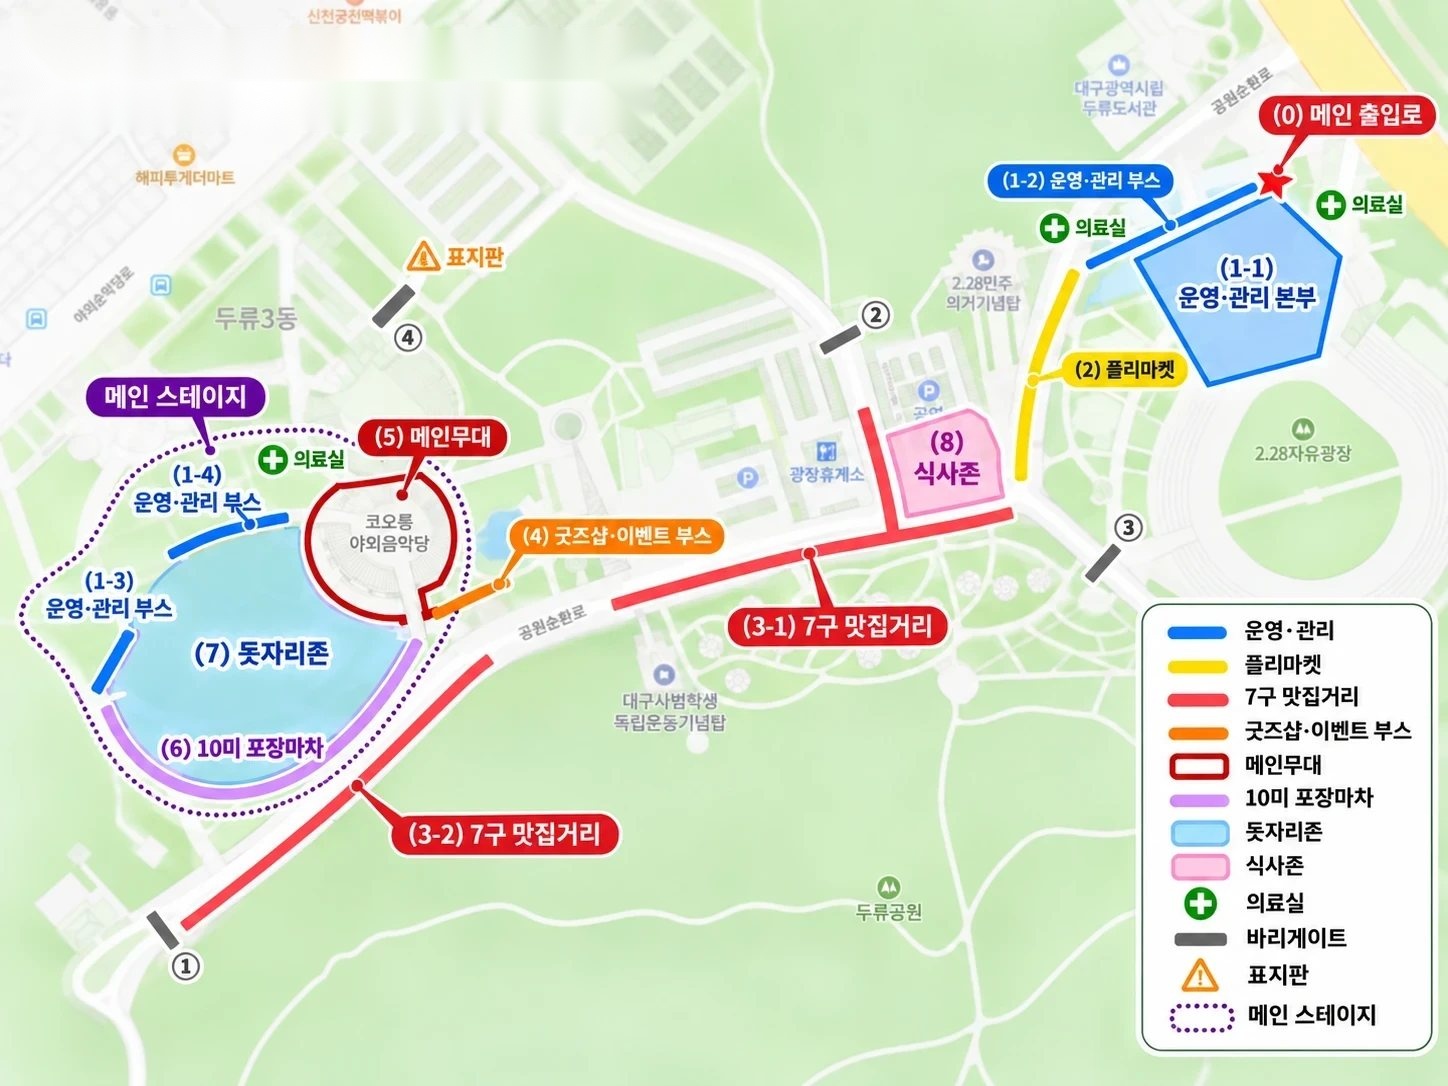 신천궁전떡볶이
해피투게더마트
야외순악당로
두류3동
표지판
④
메인 스테이지
(5) 메인무대
의료실
(1-4)
운영·관리 부스
코오롱
야외음악당
(1-3)
운영·관리 부스
(7) 돗자리존
(6) 10미 포장마차
(4) 굿즈샵·이벤트 부스
공원순환로
대구사범학생
독립운동기념탑
(3-2) 7구 맛집거리
①
②
광장휴게소
(3-1) 7구 맛집거리
(8)
식사존
2.28민주
의거기념탑
대구광역시립
두류도서관
공원순환로
(0) 메인 출입로
(1-2) 운영·관리 부스
의료실
의료실
(1-1)
운영·관리 본부
(2) 플리마켓
2.28자유광장
③
두류공원
운영·관리
플리마켓
7구 맛집거리
굿즈샵·이벤트 부스
메인무대
10미 포장마차
돗자리존
식사존
의료실
바리게이트
표지판
메인 스테이지